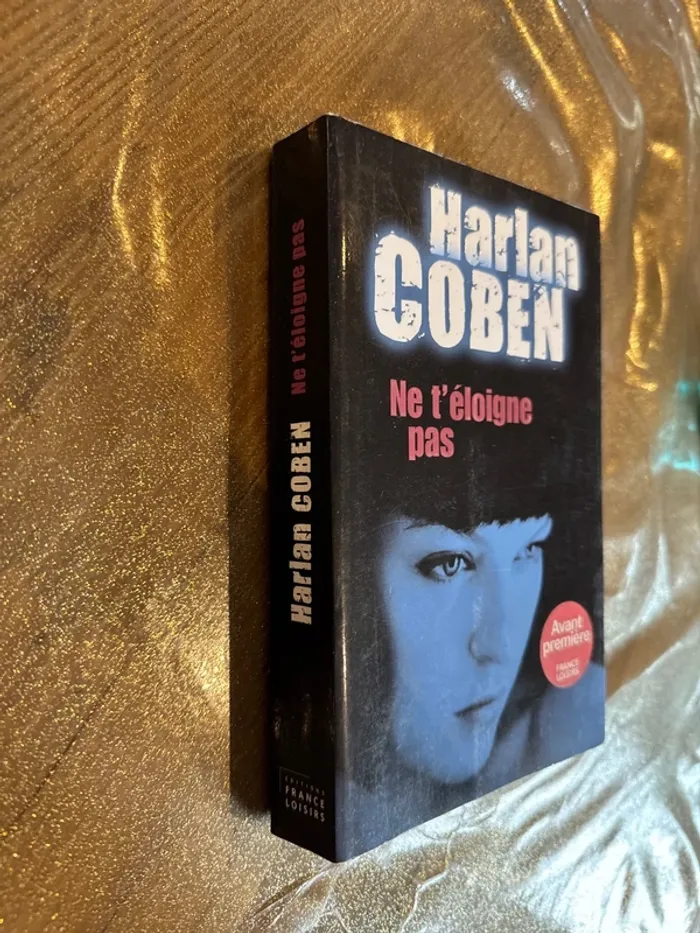 Harlan
COBEN
Ne t'éloigne
pas
Avant
première
FRANCE
LOISIRS
Harlan COBEN Ne t'éloigne pas
ÉDITIONS
FRANCE
LOISIRS